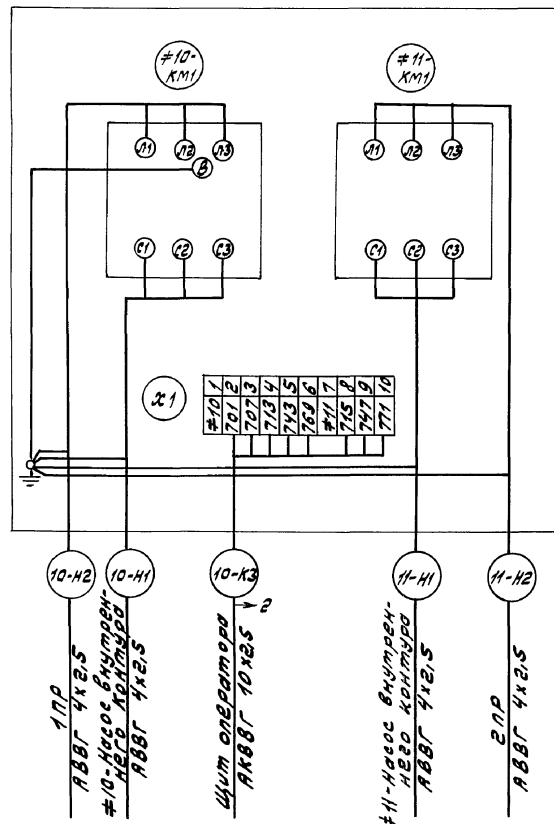 #10-
КМ1
#11-
КМ1
Л1 Л2 Л3
В
С1 С2 С3
Л1 Л2 Л3
С1 С2 С3
Х1
#10 1
701 2
707 3
713 4
743 5
769 6
#11 7
715 8
747 9
771 10
10-Н2
10-Н1
10-К3
11-Н1
11-Н2
→2
1ПР
АВВГ 4х2,5
#10-Насос внутрен-
него контура
АВВГ 4х2,5
Щит оператора
АКВВГ 10х2,5
#11-Насос внутрен-
него контура
АВВГ 4х2,5
2ПР
АВВГ 4х2,5